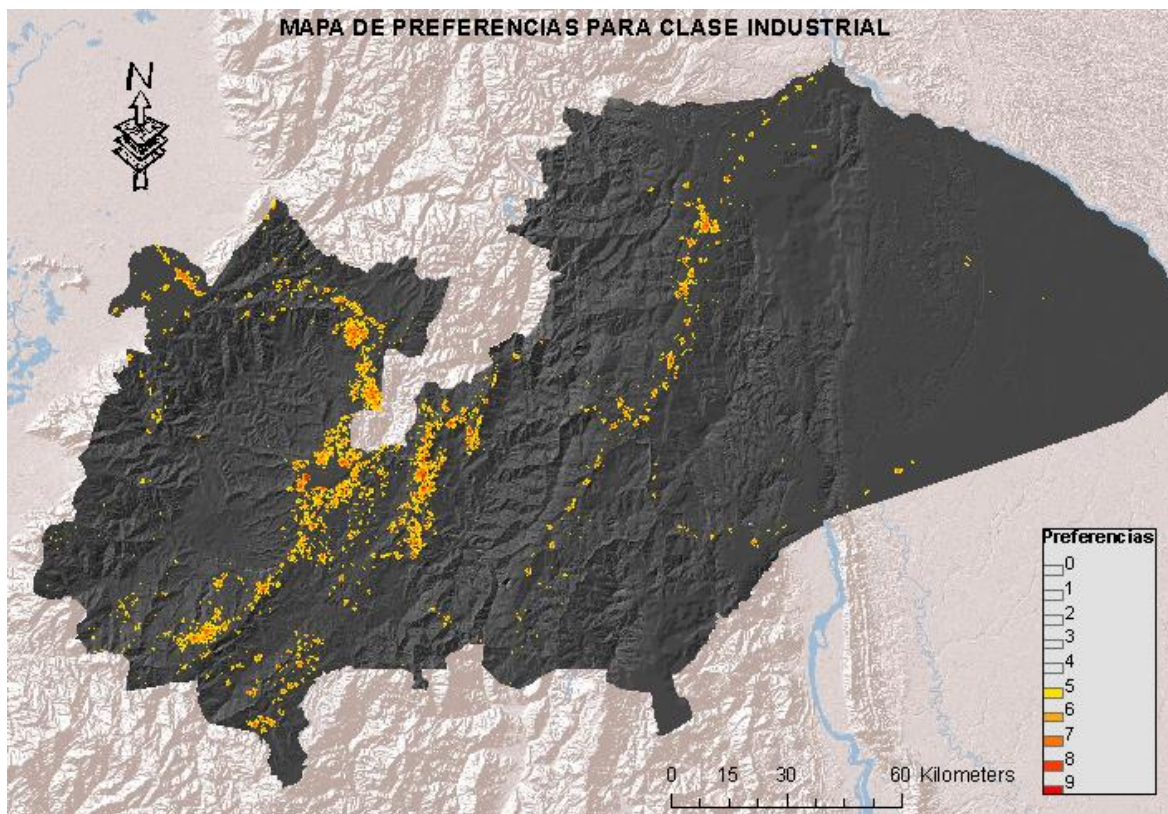 MAPA DE PREFERENCIAS PARA CLASE INDUSTRIAL
N
Preferencias
0
1
2
3
4
5
6
7
8
9
0 15 30 60 Kilometers